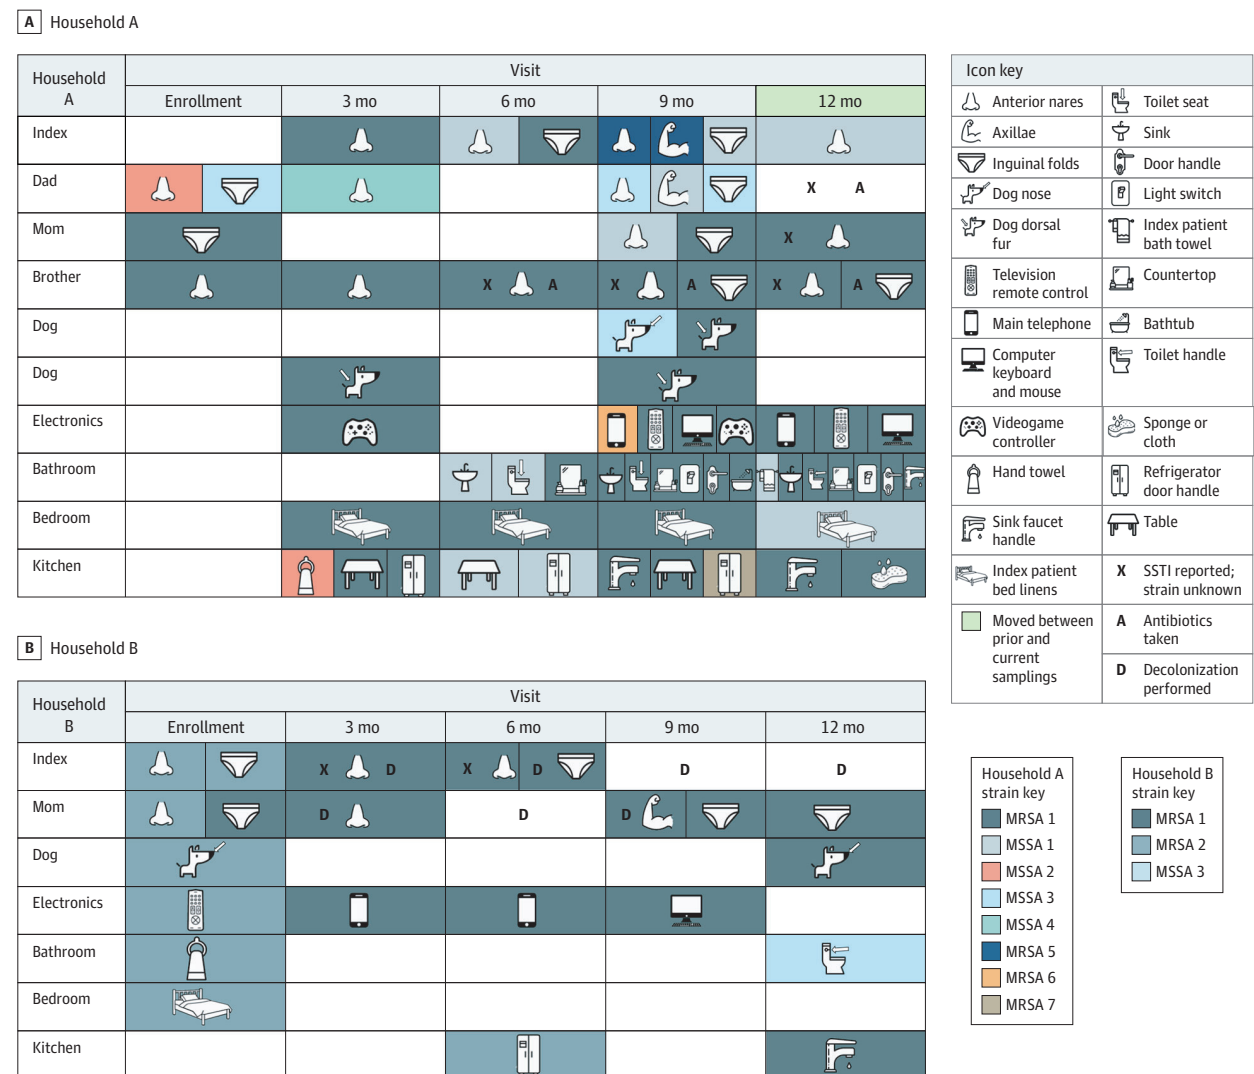 A Household A
Household A
Visit
Enrollment 3 mo 6 mo 9 mo 12 mo
Index
Dad X A
Mom X
Brother X A X A X A
Dog
Dog
Electronics
Bathroom
Bedroom
Kitchen
Icon key
Anterior nares Toilet seat
Axillae Sink
Inguinal folds Door handle
Dog nose Light switch
Dog dorsal fur Index patient bath towel
Television remote control Countertop
Main telephone Bathtub
Computer keyboard and mouse Toilet handle
Videogame controller Sponge or cloth
Hand towel Refrigerator door handle
Sink faucet handle Table
Index patient bed linens X SSTI reported; strain unknown
Moved between prior and current samplings A Antibiotics taken
D Decolonization performed
B Household B
Household B
Visit
Enrollment 3 mo 6 mo 9 mo 12 mo
Index X D X D D D
Mom D D D
Dog
Electronics
Bathroom
Bedroom
Kitchen
Household A strain key
MRSA 1
MSSA 1
MSSA 2
MSSA 3
MSSA 4
MRSA 5
MRSA 6
MRSA 7
Household B strain key
MRSA 1
MRSA 2
MSSA 3